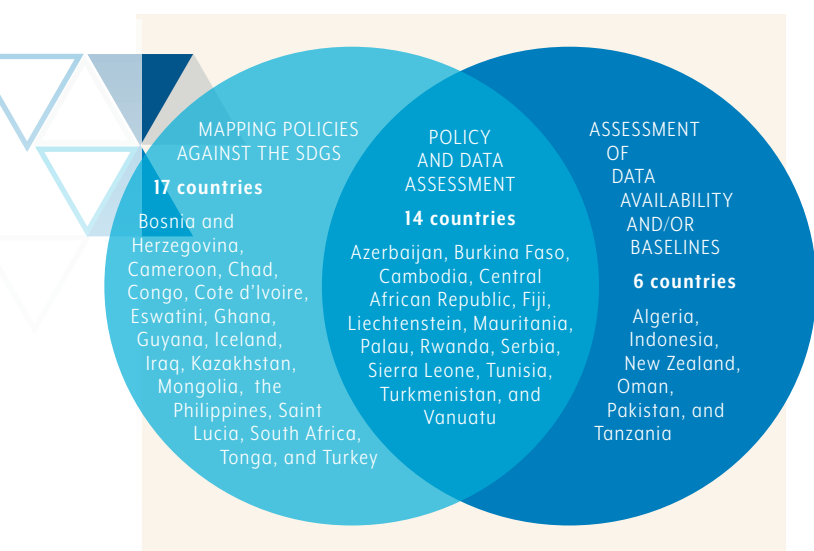 MAPPING POLICIES
AGAINST THE SDGS
17 countries
Bosnia and
Herzegovina,
Cameroon, Chad,
Congo, Cote d’Ivoire,
Eswatini, Ghana,
Guyana, Iceland,
Iraq, Kazakhstan,
Mongolia, the
Philippines, Saint
Lucia, South Africa,
Tonga, and Turkey
POLICY
AND DATA
ASSESSMENT
14 countries
Azerbaijan, Burkina Faso,
Cambodia, Central
African Republic, Fiji,
Liechtenstein, Mauritania,
Palau, Rwanda, Serbia,
Sierra Leone, Tunisia,
Turkmenistan, and
Vanuatu
ASSESSMENT
OF
DATA
AVAILABILITY
AND/OR
BASELINES
6 countries
Algeria,
Indonesia,
New Zealand,
Oman,
Pakistan, and
Tanzania